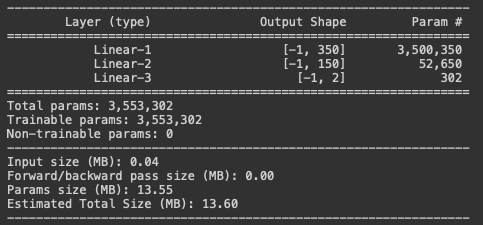 ----------------------------------------------------------------
Layer (type) Output Shape Param #
================================================================
Linear-1 [-1, 350] 3,500,350
Linear-2 [-1, 150] 52,650
Linear-3 [-1, 2] 302
================================================================
Total params: 3,553,302
Trainable params: 3,553,302
Non-trainable params: 0
----------------------------------------------------------------
Input size (MB): 0.04
Forward/backward pass size (MB): 0.00
Params size (MB): 13.55
Estimated Total Size (MB): 13.60
----------------------------------------------------------------